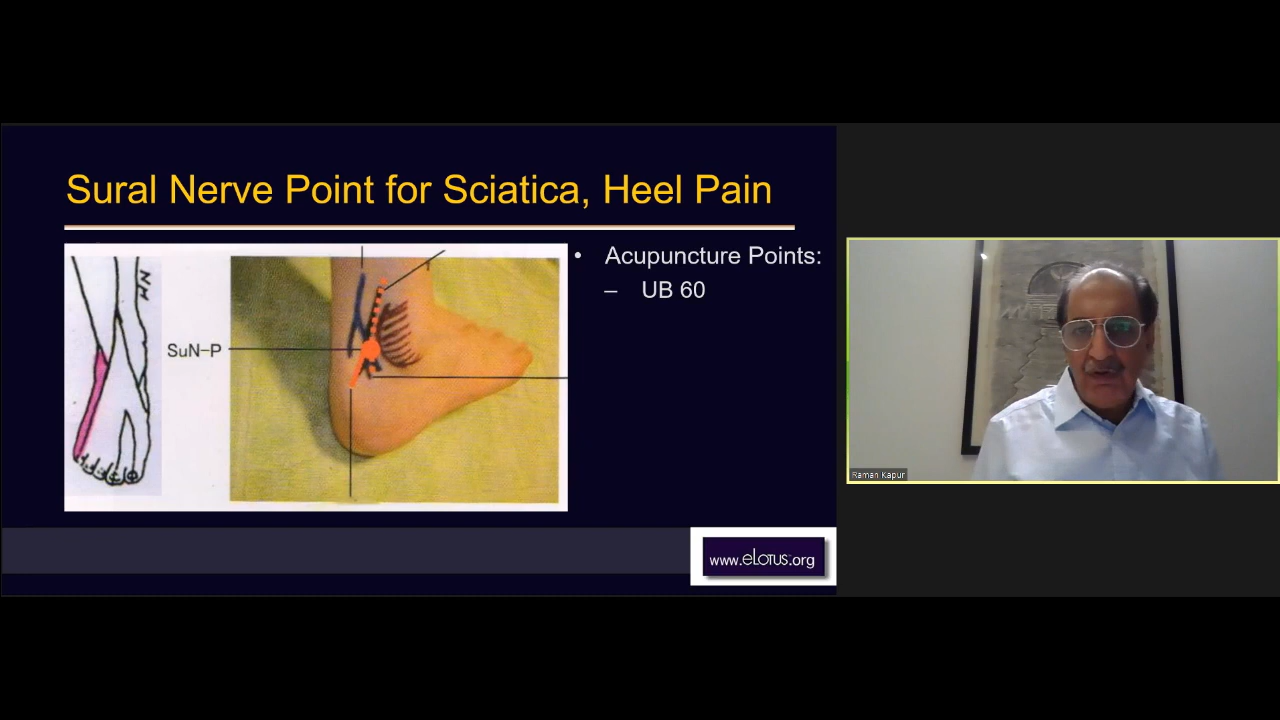 Sural Nerve Point for Sciatica, Heel Pain
• Acupuncture Points:
– UB 60
SuN-P
www.eLotus.org
Raman Kapur